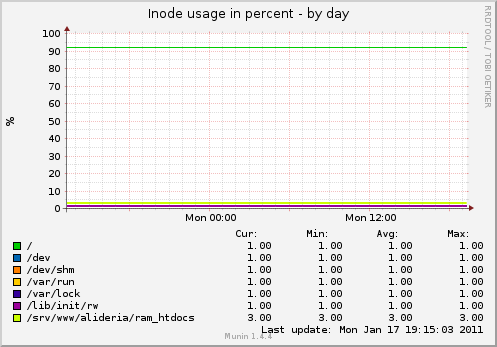 Inode usage in percent - by day
RRDTOOL / TOBI OETIKER
%
100
90
80
70
60
50
40
30
20
10
0
Mon 00:00 Mon 12:00
Cur: Min: Avg: Max:
/ 1.00 1.00 1.00 1.00
/dev 1.00 1.00 1.00 1.00
/dev/shm 1.00 1.00 1.00 1.00
/var/run 1.00 1.00 1.00 1.00
/var/lock 1.00 1.00 1.00 1.00
/lib/init/rw 1.00 1.00 1.00 1.00
/srv/www/alideria/ram_htdocs 3.00 3.00 3.00 3.00
Last update: Mon Jan 17 19:15:03 2011
Munin 1.4.4